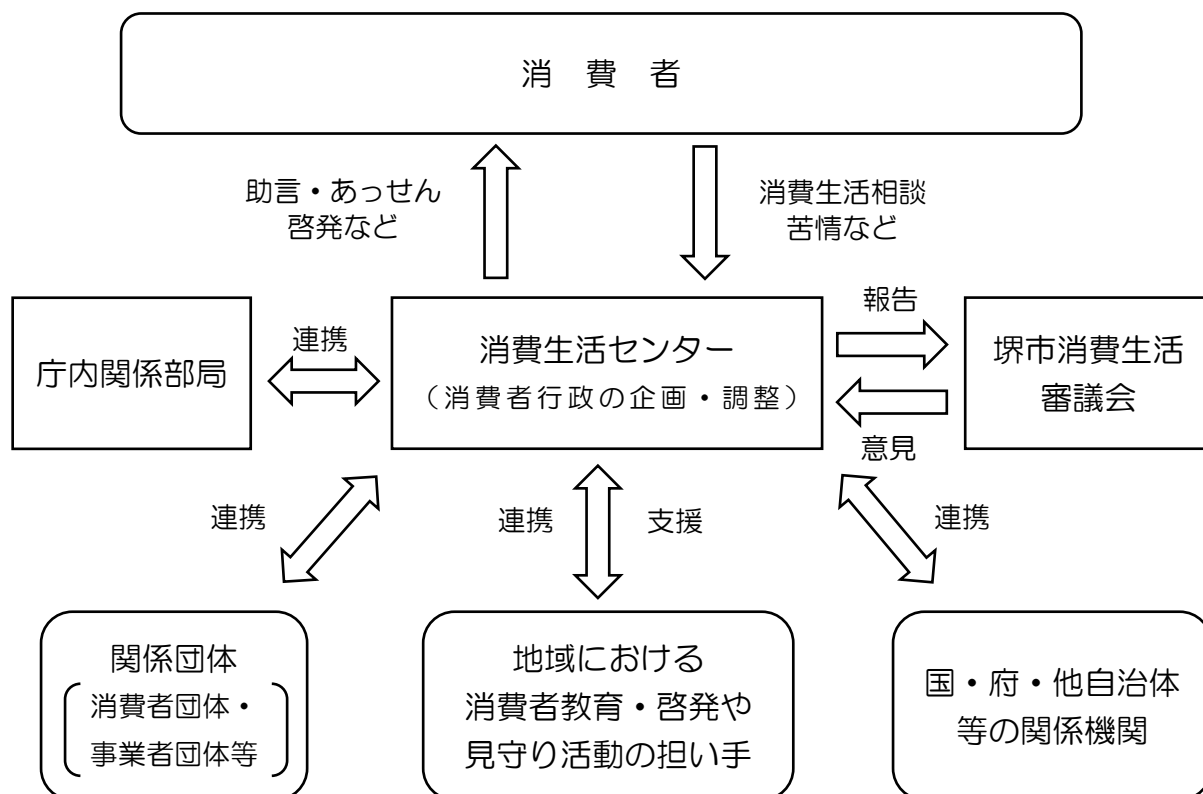 消　費　者
助言・あっせん
啓発など
消費生活相談
苦情など
庁内関係部局
連携
消費生活センター
（消費者行政の企画・調整）
報告
意見
堺市消費生活
審議会
連携
連携
支援
連携
関係団体
消費者団体・
事業者団体等
地域における
消費者教育・啓発や
見守り活動の担い手
国・府・他自治体
等の関係機関